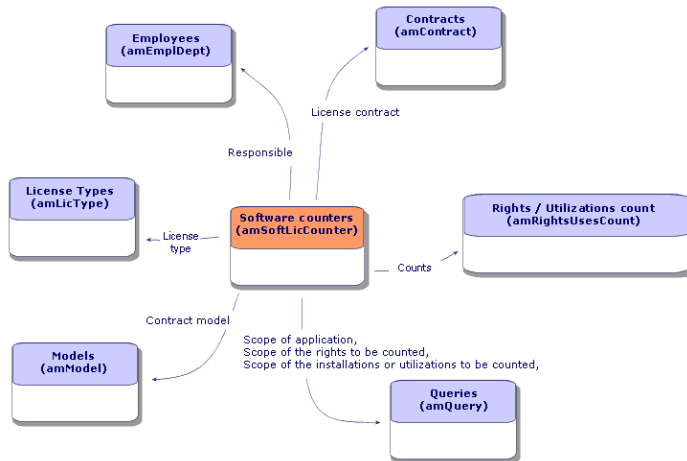 Employees
(amEmplDept)
Contracts
(amContract)
License contract
Responsible
License Types
(amLicType)
Software counters
(amSoftLicCounter)
Rights / Utilizations count
(amRightsUsesCount)
License
type
Counts
Contract model
Scope of application,
Scope of the rights to be counted,
Scope of the installations or utilizations to be counted,
Models
(amModel)
Queries
(amQuery)